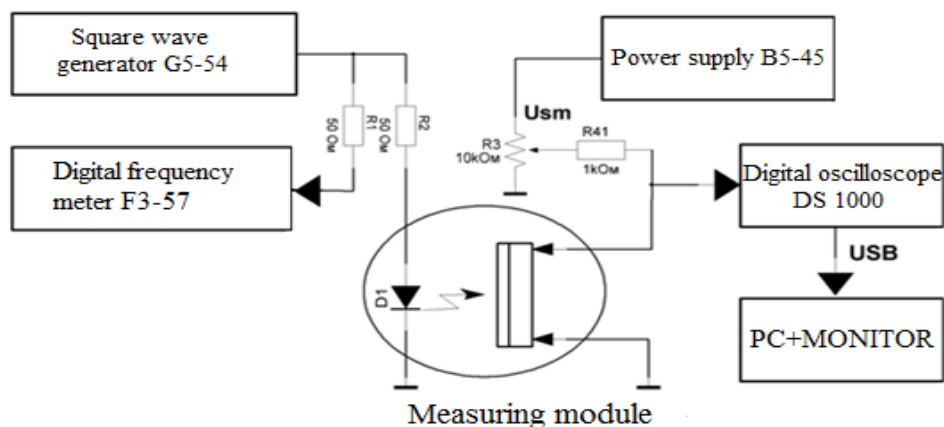 Square wave
generator G5-54
Power supply B5-45
Usm
R1
50 Ом
R2
50 Ом
R3
10kОм
R41
1kОм
Digital frequency
meter F3-57
Digital oscilloscope
DS 1000
USB
D1
PC+MONITOR
Measuring module